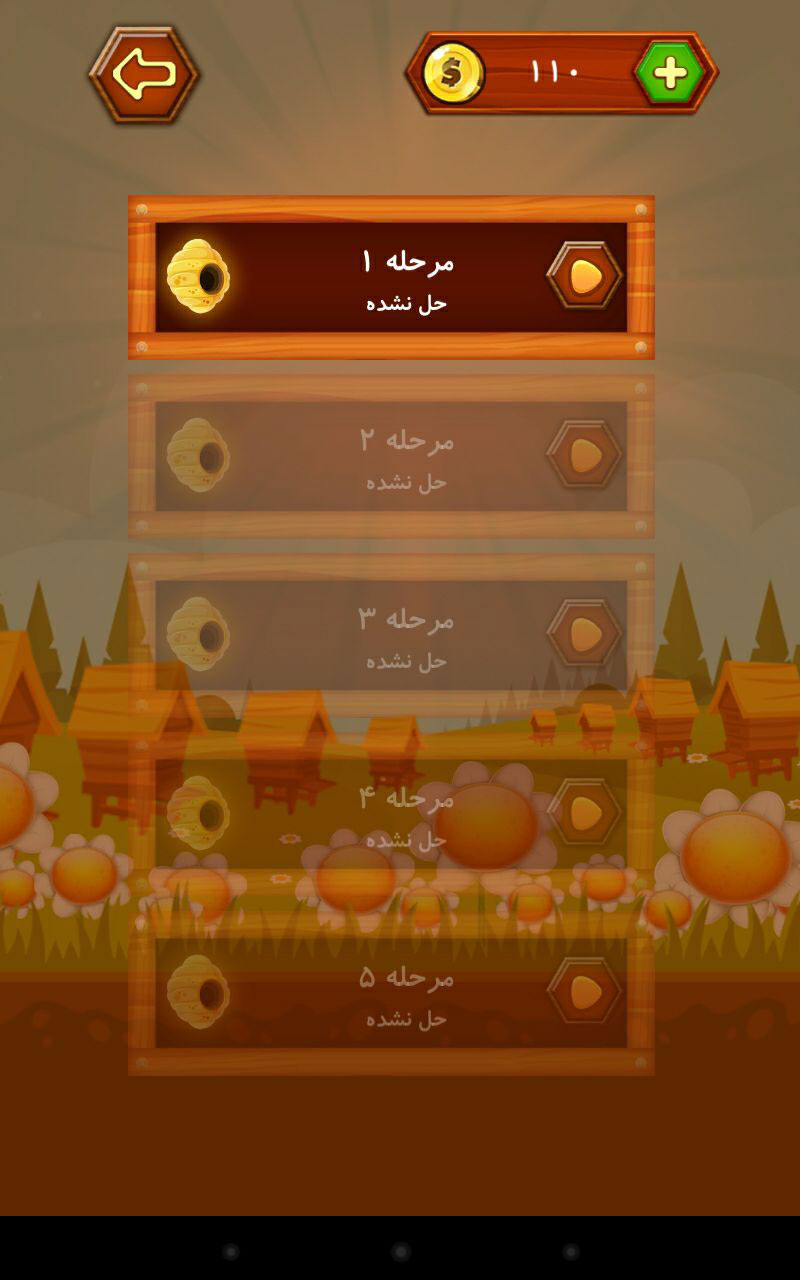 ۱۱۰
مرحله ۱
حل نشده
مرحله ۲
حل نشده
مرحله ۳
حل نشده
مرحله ۴
حل نشده
مرحله ۵
حل نشده